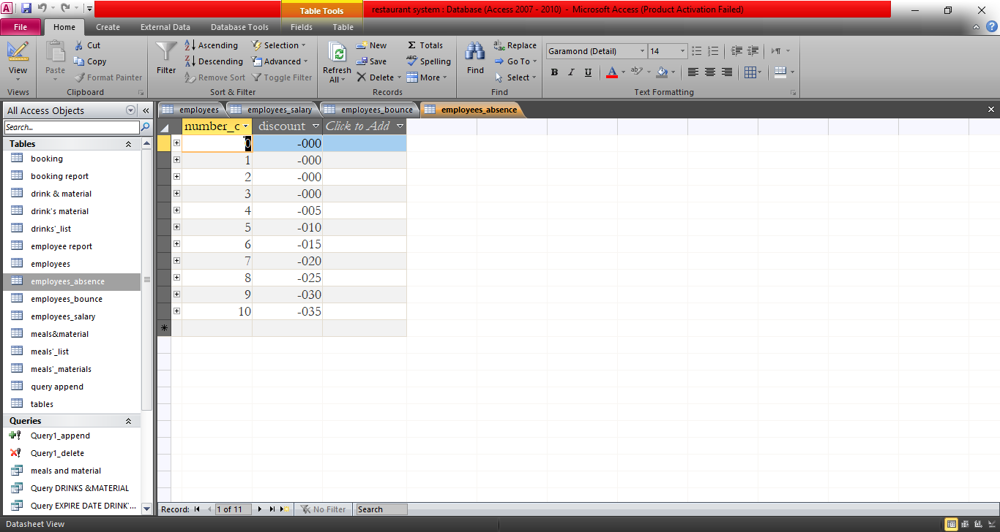 Table Tools
restaurant system : Database (Access 2007 - 2010) - Microsoft Access (Product Activation Failed)
File Home Create External Data Database Tools Fields Table
View
Views
Paste
Cut
Copy
Format Painter
Clipboard
Filter
Ascending
Descending
Remove Sort
Selection
Advanced
Toggle Filter
Sort & Filter
Refresh All
New
Save
Delete
Totals
Spelling
More
Records
Find
Replace
Go To
Select
Find
Garamond (Detail) 14
B I U A
Text Formatting
All Access Objects
Search...
Tables
booking
booking report
drink & material
drink's material
drinks'_list
employee report
employees
employees_absence
employees_bounce
employees_salary
meals&material
meals'_list
meals'_materials
query append
tables
Queries
Query1_append
Query1_delete
meals and material
Query DRINKS &MATERIAL
Query EXPIRE DATE DRINK'...
employees employees_salary employees_bounce employees_absence
number_c discount Click to Add
0 -000
1 -000
2 -000
3 -000
4 -005
5 -010
6 -015
7 -020
8 -025
9 -030
10 -035
Record: 1 of 11 No Filter Search
Datasheet View